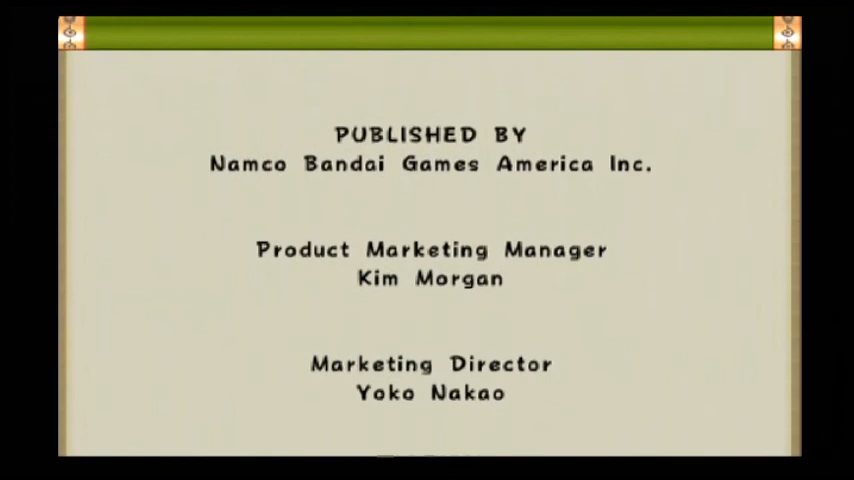 PUBLISHED BY
Namco Bandai Games America Inc.
Product Marketing Manager
Kim Morgan
Marketing Director
Yoko Nakao